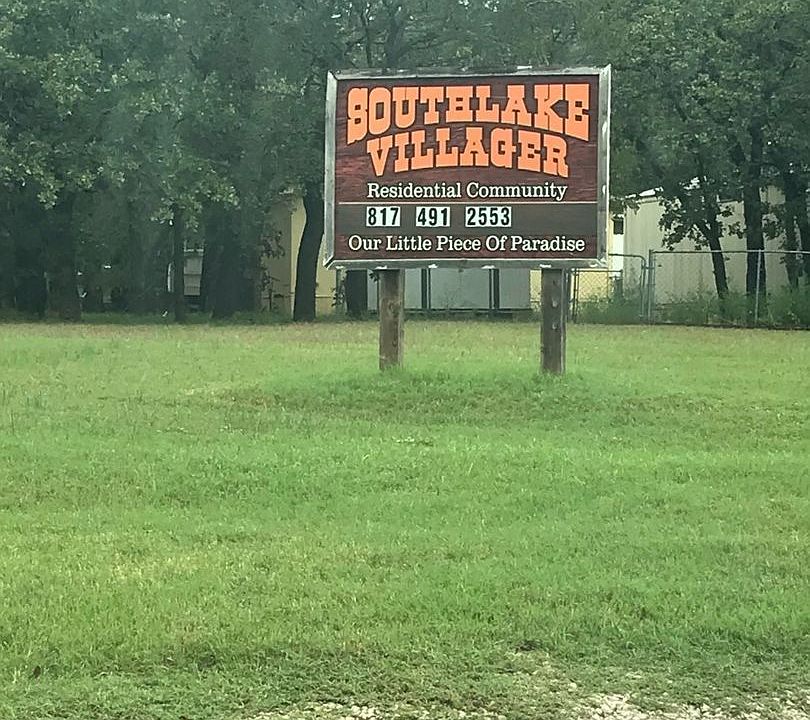 SOUTHLAKE
VILLAGER
Residential Community
817 491 2553
Our Little Piece Of Paradise